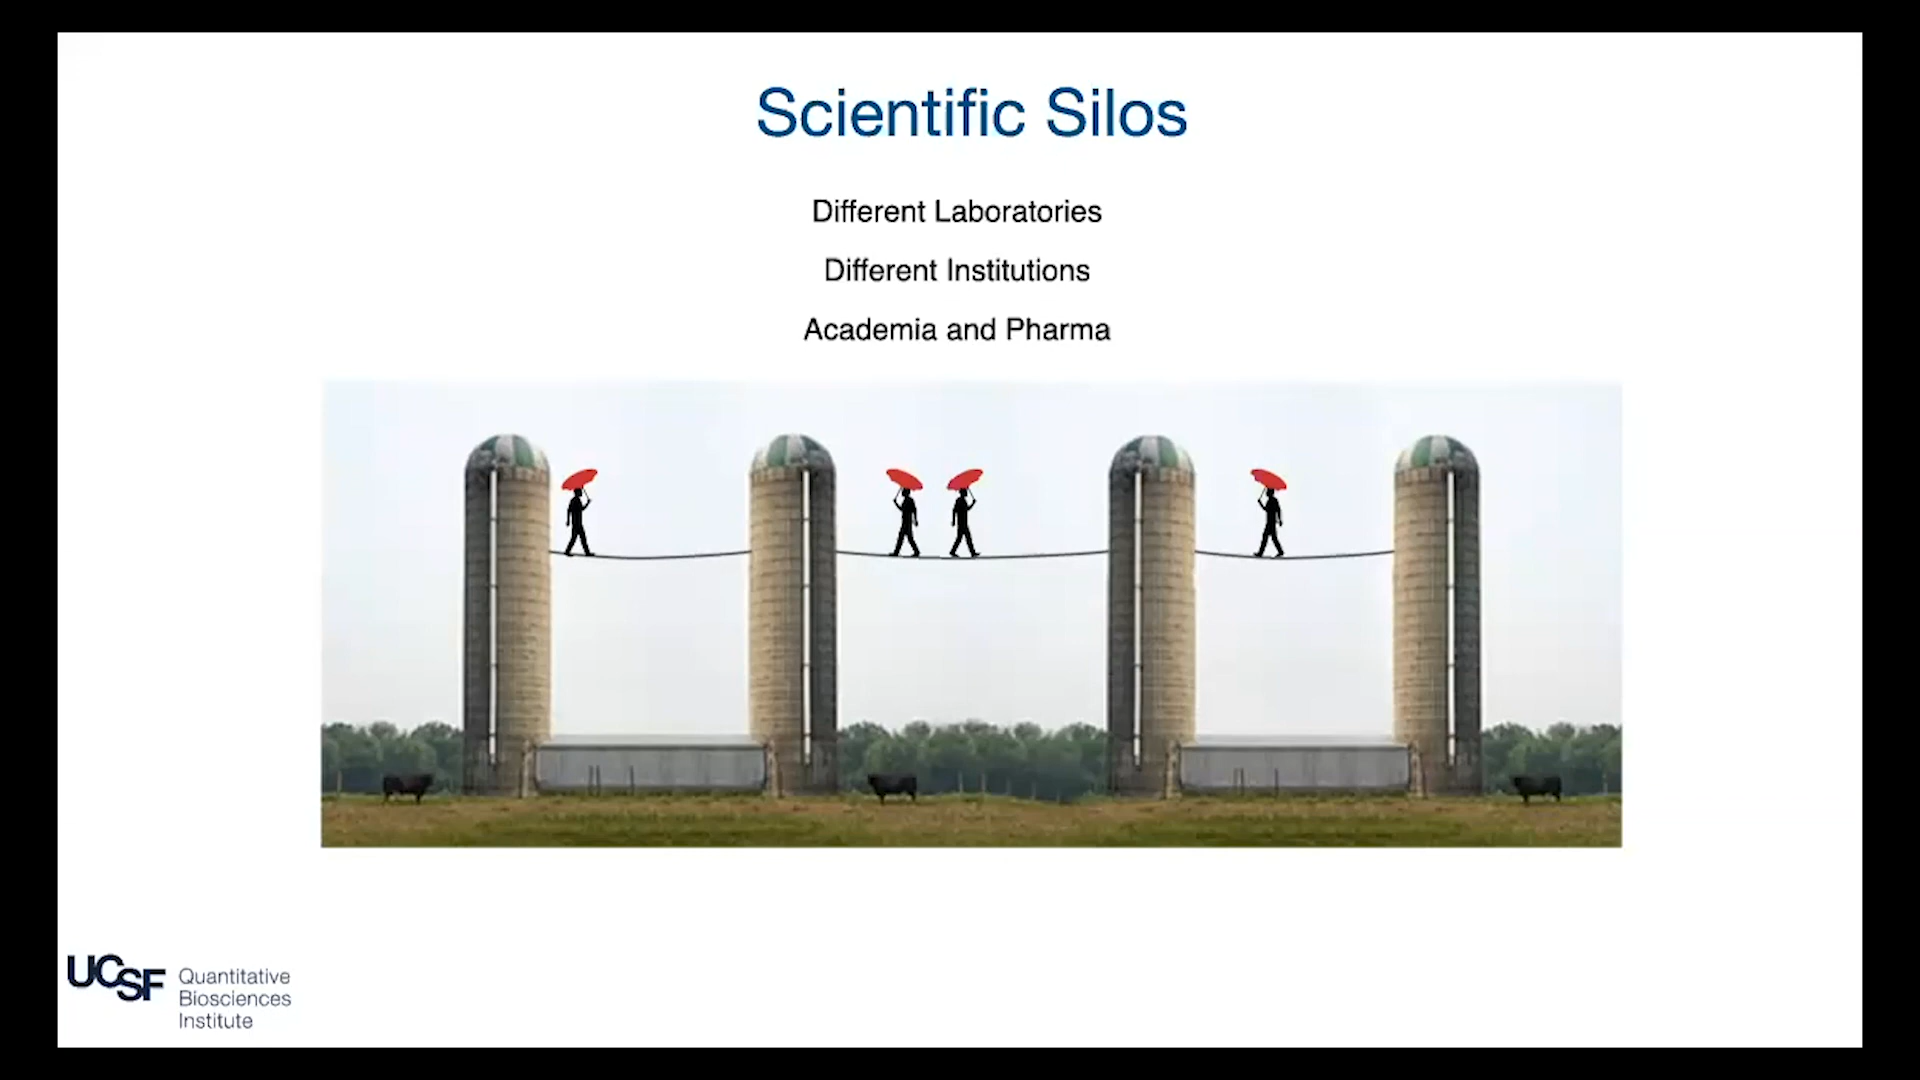 Scientific Silos
Different Laboratories
Different Institutions
Academia and Pharma
UCSF
Quantitative
Biosciences
Institute